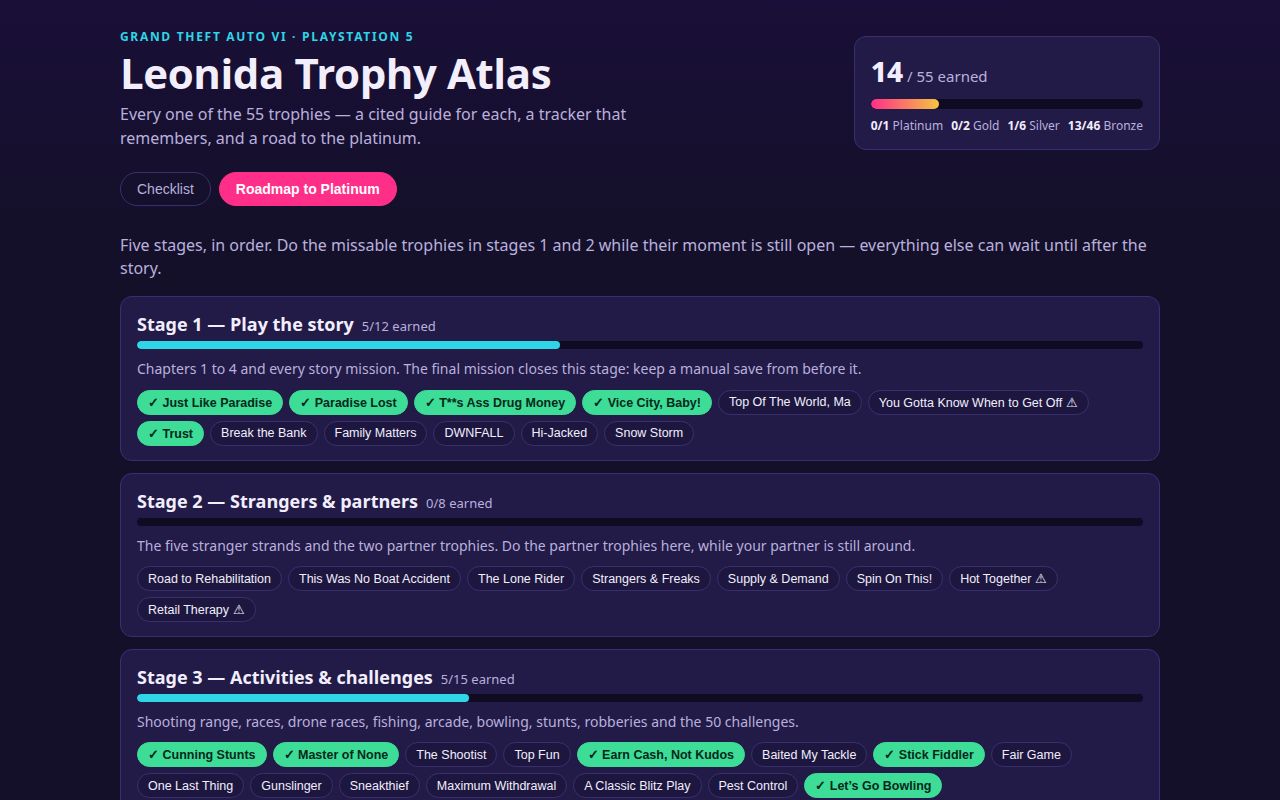 GRAND THEFT AUTO VI · PLAYSTATION 5
Leonida Trophy Atlas
Every one of the 55 trophies — a cited guide for each, a tracker that
remembers, and a road to the platinum.
14 / 55 earned
0/1 Platinum 0/2 Gold 1/6 Silver 13/46 Bronze
Checklist Roadmap to Platinum
Five stages, in order. Do the missable trophies in stages 1 and 2 while their moment is still open — everything else can wait until after the
story.
Stage 1 — Play the story 5/12 earned
Chapters 1 to 4 and every story mission. The final mission closes this stage: keep a manual save from before it.
✓ Just Like Paradise ✓ Paradise Lost ✓ T**s Ass Drug Money ✓ Vice City, Baby! Top Of The World, Ma You Gotta Know When to Get Off ⚠
✓ Trust Break the Bank Family Matters DWNFALL Hi-Jacked Snow Storm
Stage 2 — Strangers & partners 0/8 earned
The five stranger strands and the two partner trophies. Do the partner trophies here, while your partner is still around.
Road to Rehabilitation This Was No Boat Accident The Lone Rider Strangers & Freaks Supply & Demand Spin On This! Hot Together ⚠
Retail Therapy ⚠
Stage 3 — Activities & challenges 5/15 earned
Shooting range, races, drone races, fishing, arcade, bowling, stunts, robberies and the 50 challenges.
✓ Cunning Stunts ✓ Master of None The Shootist Top Fun ✓ Earn Cash, Not Kudos Baited My Tackle ✓ Stick Fiddler Fair Game
One Last Thing Gunslinger Sneakthief Maximum Withdrawal A Classic Blitz Play Pest Control ✓ Let's Go Bowling